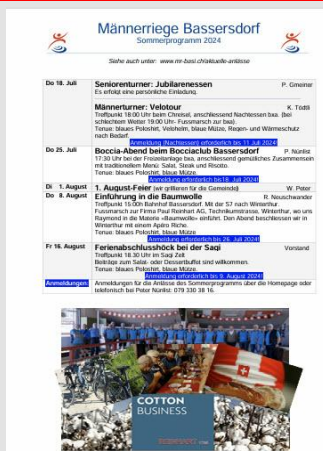 Männerriege Bassersdorf
Sommerprogramm 2024
Siehe auch unter: www.mr-basi.ch/aktuelle-anlässe
Do 18. Juli Seniorenturner: Jubilarenessen P. Gmeiner
Es erfolgt eine persönliche Einladung.
Männerturner: Velotour K. Tödtli
Treffpunkt 18:00 Uhr beim Chreisel, anschliessend Nachtessen bxa. (bei
schlechtem Wetter 19:00 Uhr- Fussmarsch zur bxa).
Tenue: blaues Poloshirt, Velohelm, blaue Mütze, Regen- und Wärmeschutz
nach Bedarf.
Anmeldung (Nachtessen) erforderlich bis 11 Juli 2024!
Do 25. Juli Boccia-Abend beim Bocciaclub Bassersdorf P. Nünlist
17:30 Uhr bei der Freizeitanlage bxa, anschliessend gemütliches Zusammensein
mit traditionellem Menü: Salat, Steak und Risotto.
Tenue: blaues Poloshirt, blaue Mütze.
Anmeldung erforderlich bis18. Juli 2024!
Di 1. August 1. August-Feier (wir grillieren für die Gemeinde) W. Peter
Do 8. August Einführung in die Baumwolle R. Neuschwander
Treffpunkt 15:00h Bahnhof Bassersdorf. Mit der S7 nach Winterthur.
Fussmarsch zur Firma Paul Reinhart AG, Technikumstrasse, Winterthur, wo uns
Raymond in die Materie «Baumwolle» einführt. Den Abend beschliessen wir in
Winterthur mit einem Apéro Riche.
Tenue: blaues Poloshirt, blaue Mütze.
Anmeldung erforderlich bis 26. Juli 2024!
Fr 16. August Ferienabschlusshöck bei der Sagi Vorstand
Treffpunkt 18.30 Uhr im Sagi Zelt
Beiträge zum Salat- oder Dessertbuffet sind willkommen.
Tenue: blaues Poloshirt, blaue Mütze.
Anmeldung erforderlich bis 9. August 2024!
Anmeldungen: Anmeldungen für die Anlässe des Sommerprogramms über die Homepage oder
telefonisch bei Peter Nünlist: 079 330 38 16.
COTTON
BUSINESS